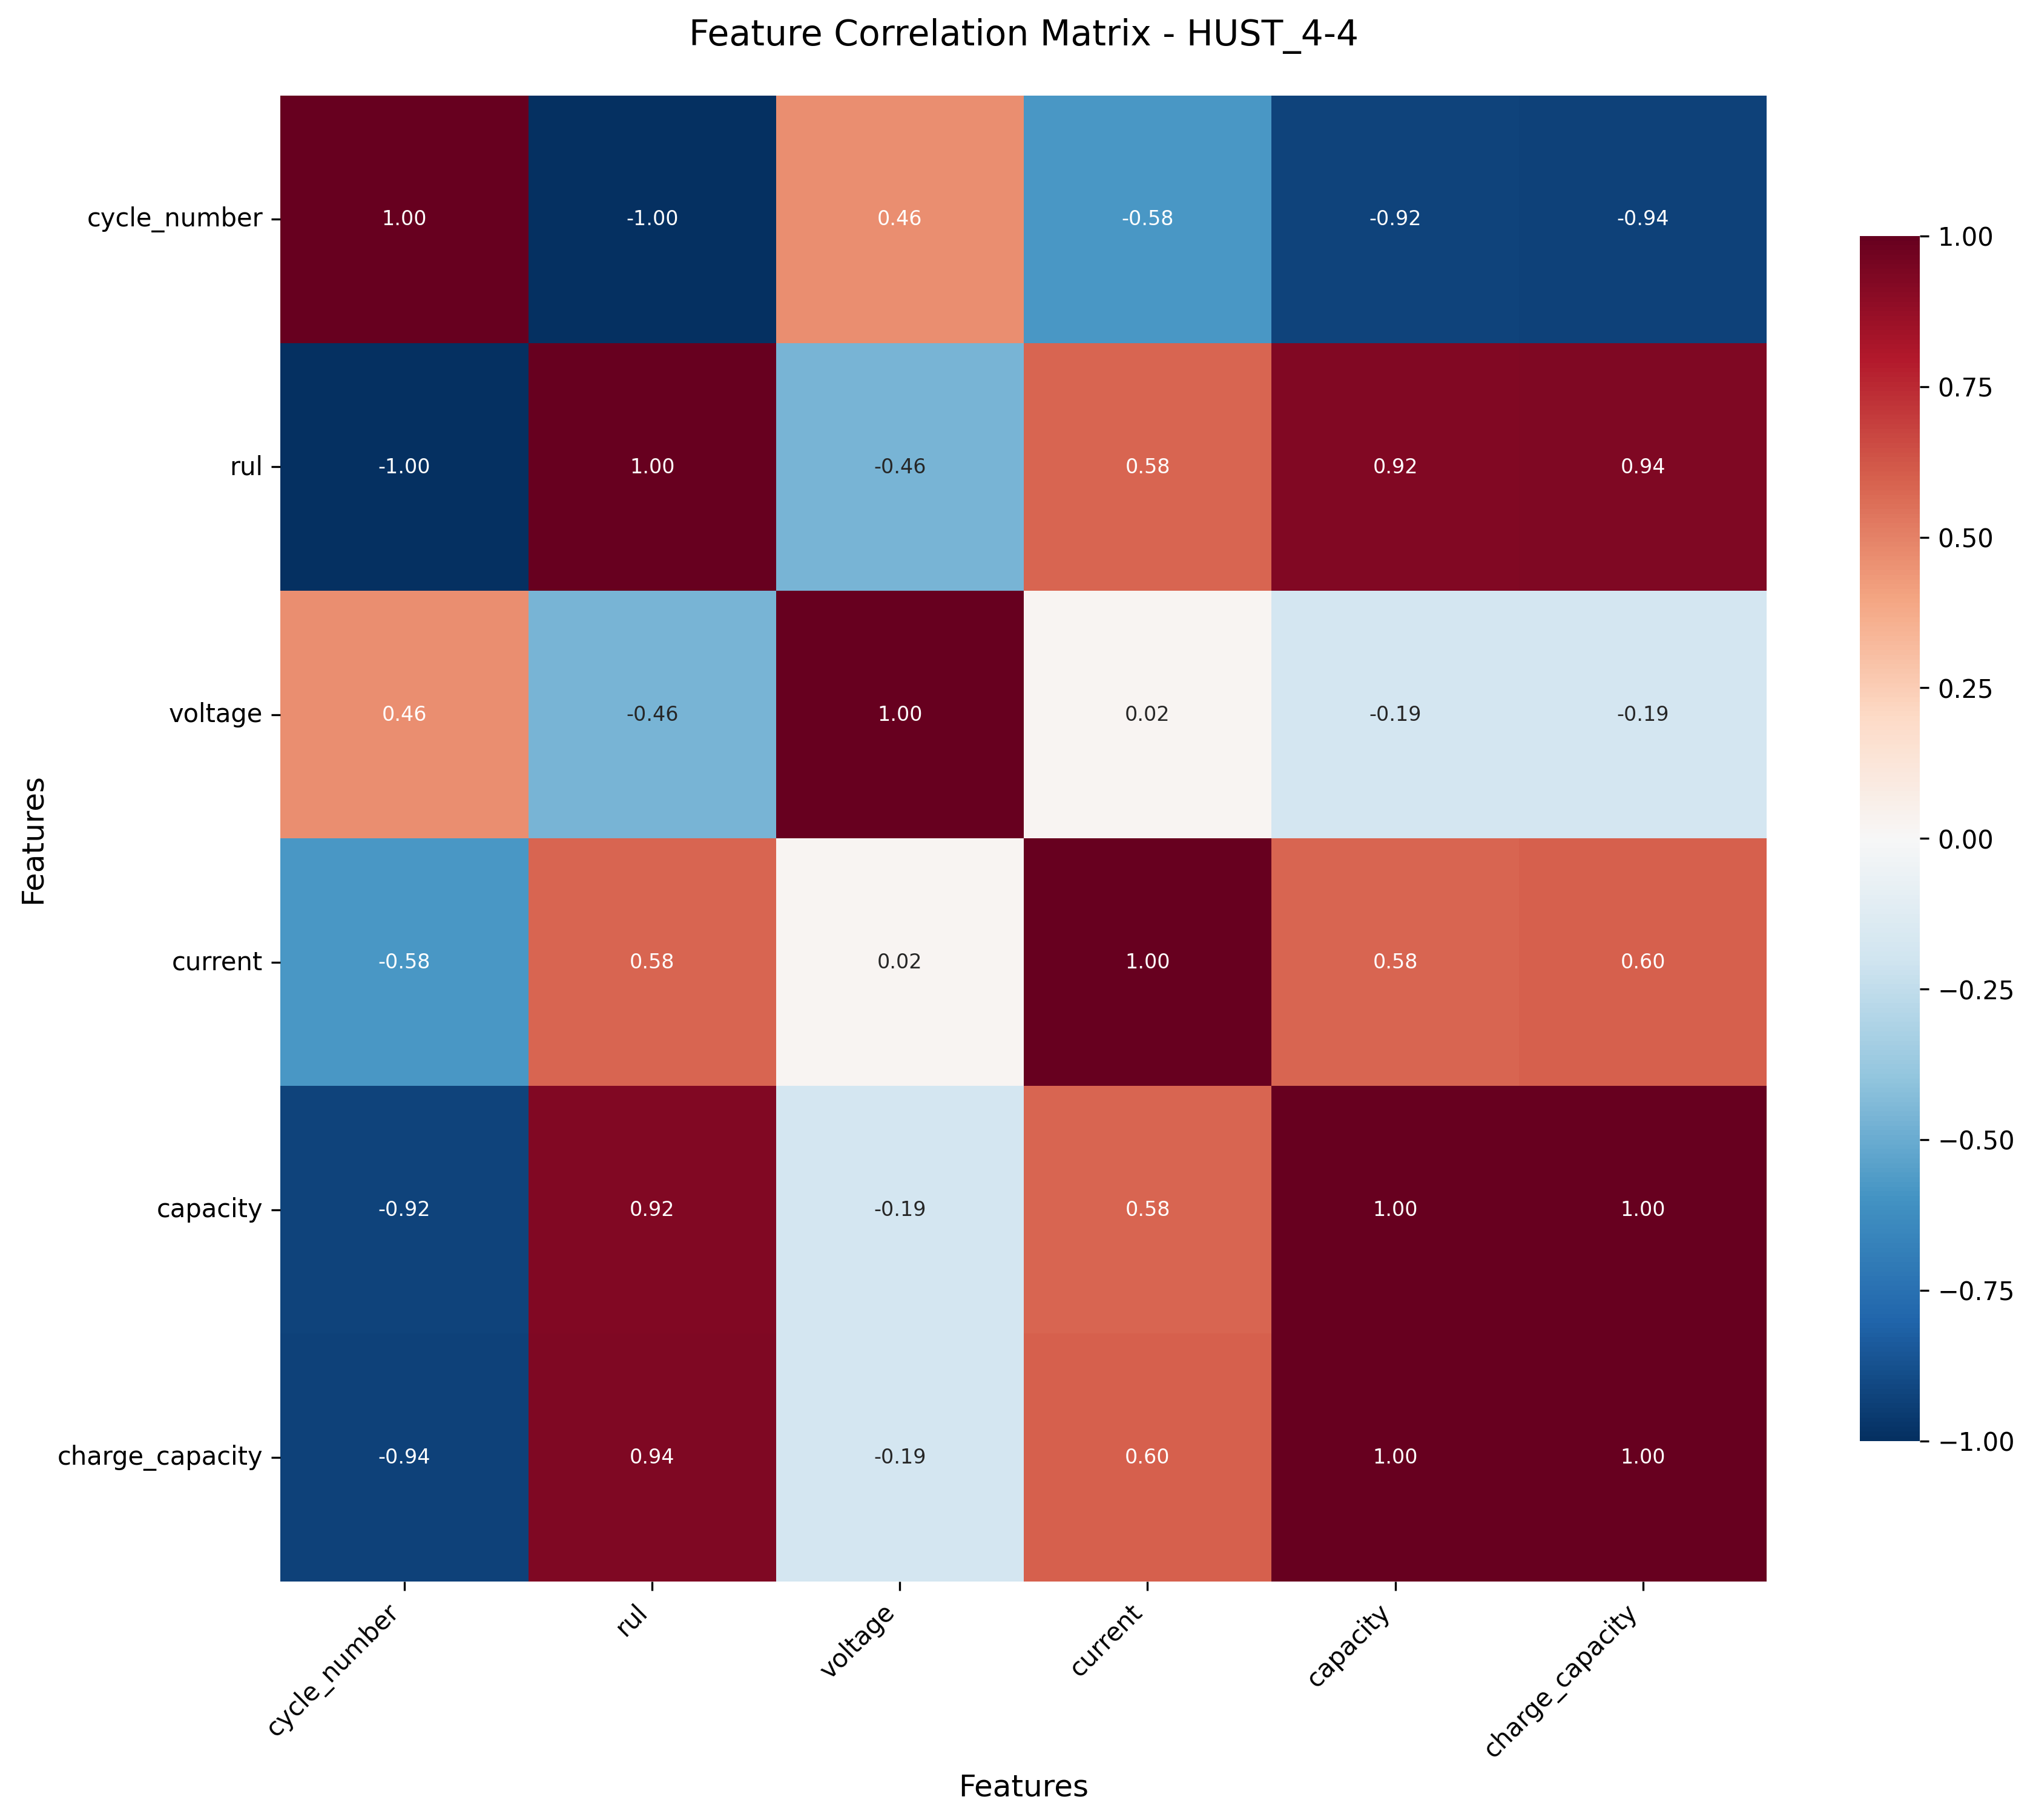 Feature Correlation Matrix - HUST_4-4
Features
cycle_number 1.00 -1.00 0.46 -0.58 -0.92 -0.94
rul -1.00 1.00 -0.46 0.58 0.92 0.94
voltage 0.46 -0.46 1.00 0.02 -0.19 -0.19
current -0.58 0.58 0.02 1.00 0.58 0.60
capacity -0.92 0.92 -0.19 0.58 1.00 1.00
charge_capacity -0.94 0.94 -0.19 0.60 1.00 1.00
cycle_number rul voltage current capacity charge_capacity
Features
1.00
0.75
0.50
0.25
0.00
−0.25
−0.50
−0.75
−1.00